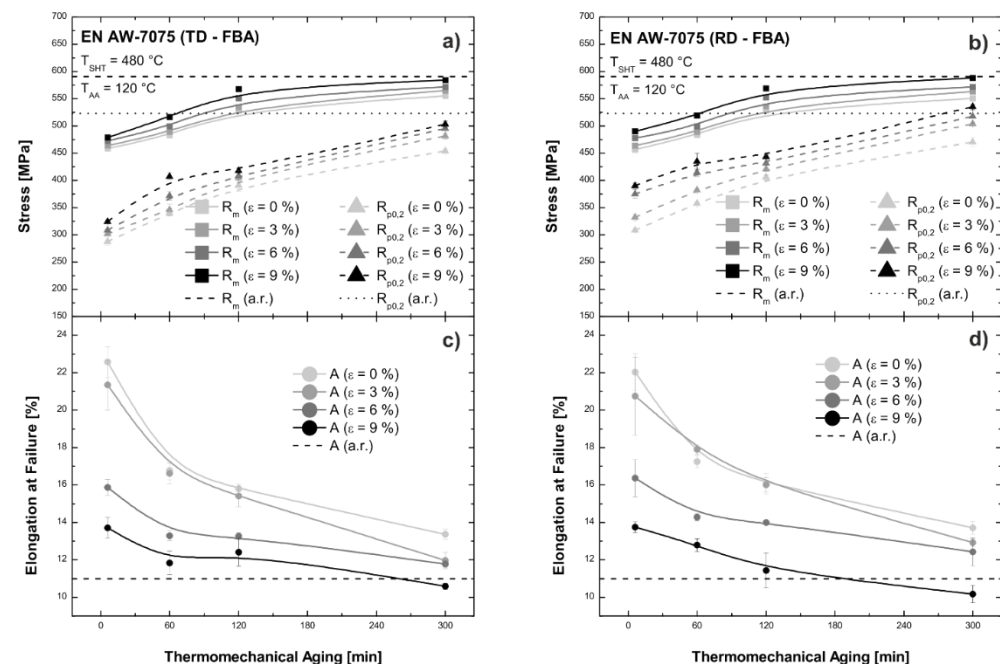 EN AW-7075 (TD - FBA)
a)
T_SHT = 480 °C
T_AA = 120 °C
700
650
600
550
500
450
400
350
300
250
200
150
Stress [MPa]
R_m (ε = 0 %)
R_m (ε = 3 %)
R_m (ε = 6 %)
R_m (ε = 9 %)
R_m (a.r.)
R_p0,2 (ε = 0 %)
R_p0,2 (ε = 3 %)
R_p0,2 (ε = 6 %)
R_p0,2 (ε = 9 %)
R_p0,2 (a.r.)
EN AW-7075 (RD - FBA)
b)
T_SHT = 480 °C
T_AA = 120 °C
700
650
600
550
500
450
400
350
300
250
200
150
Stress [MPa]
R_m (ε = 0 %)
R_m (ε = 3 %)
R_m (ε = 6 %)
R_m (ε = 9 %)
R_m (a.r.)
R_p0,2 (ε = 0 %)
R_p0,2 (ε = 3 %)
R_p0,2 (ε = 6 %)
R_p0,2 (ε = 9 %)
R_p0,2 (a.r.)
c)
24
22
20
18
16
14
12
10
Elongation at Failure [%]
A (ε = 0 %)
A (ε = 3 %)
A (ε = 6 %)
A (ε = 9 %)
A (a.r.)
0 60 120 180 240 300
Thermomechanical Aging [min]
d)
24
22
20
18
16
14
12
10
Elongation at Failure [%]
A (ε = 0 %)
A (ε = 3 %)
A (ε = 6 %)
A (ε = 9 %)
A (a.r.)
0 60 120 180 240 300
Thermomechanical Aging [min]